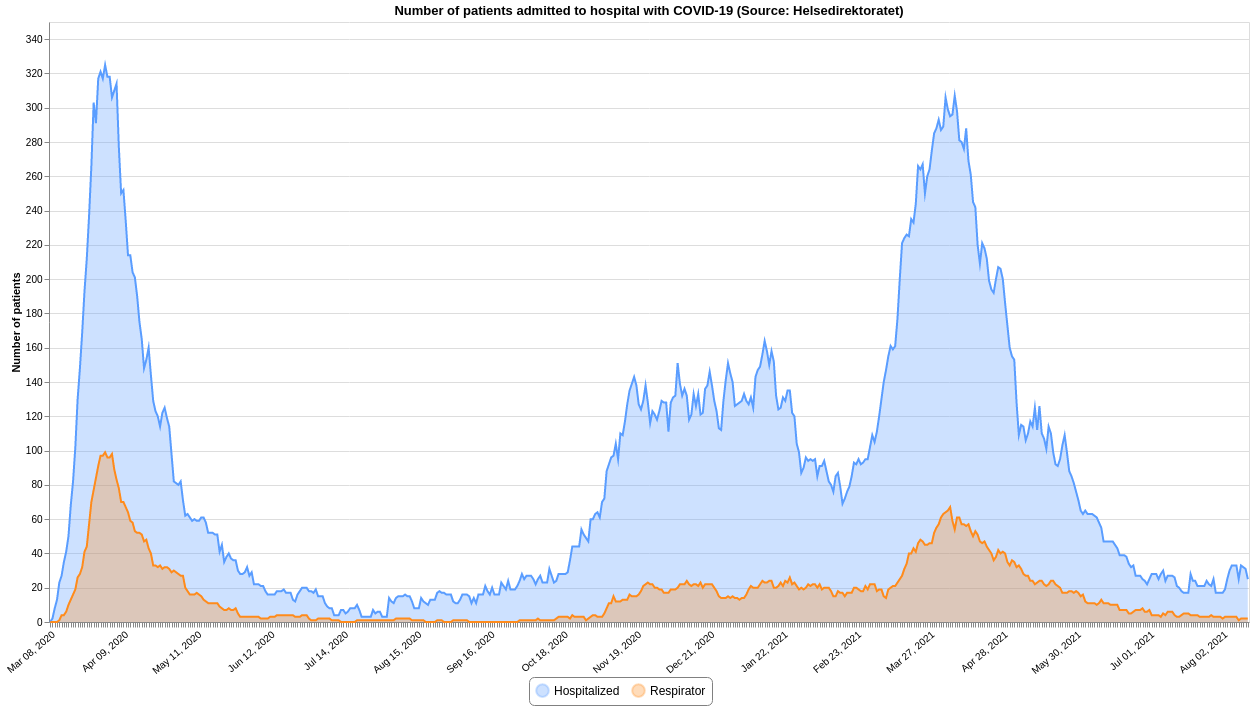 Number of patients admitted to hospital with COVID-19 (Source: Helsedirektoratet)
Number of patients
340
320
300
280
260
240
220
200
180
160
140
120
100
80
60
40
20
0
Mar 08, 2020
Apr 09, 2020
May 11, 2020
Jun 12, 2020
Jul 14, 2020
Aug 15, 2020
Sep 16, 2020
Oct 18, 2020
Nov 19, 2020
Dec 21, 2020
Jan 22, 2021
Feb 23, 2021
Mar 27, 2021
Apr 28, 2021
May 30, 2021
Jul 01, 2021
Aug 02, 2021
Hospitalized
Respirator